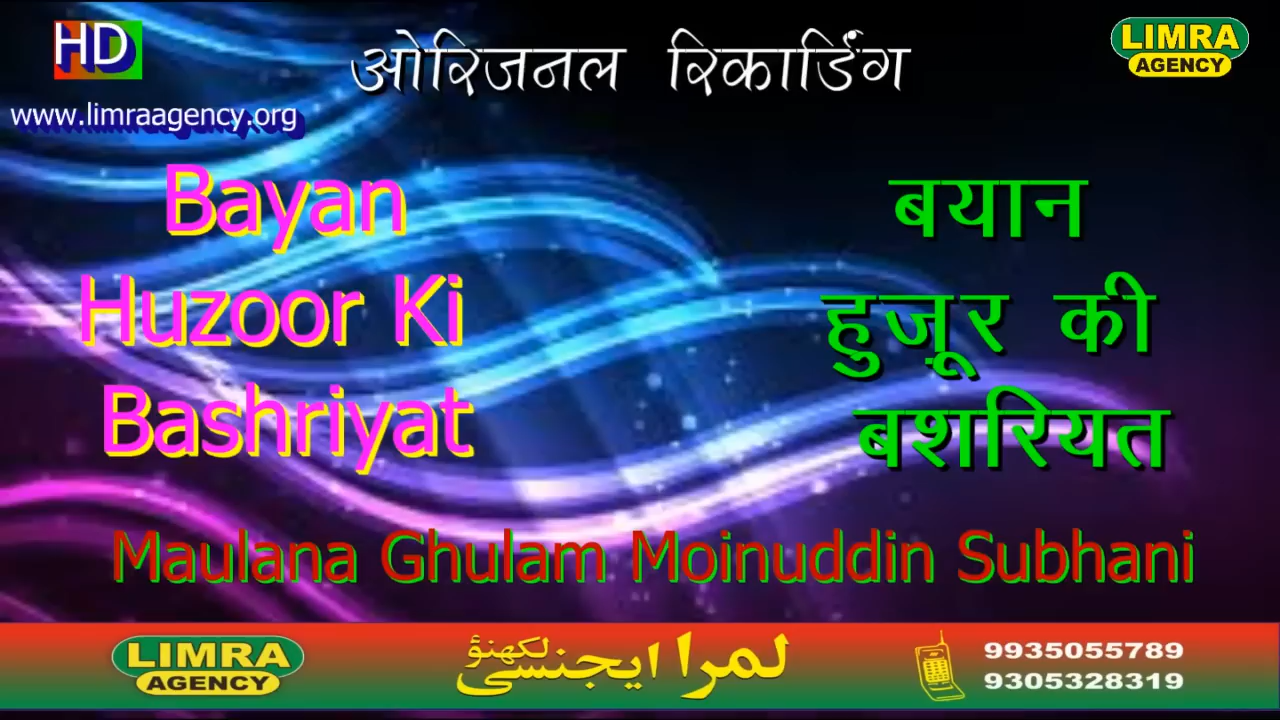 HD
ओरिजनल रिकार्डिंग
LIMRA
AGENCY
www.limraagency.org
Bayan
Huzoor Ki
Bashriyat
बयान
हुज़ूर की
बशरियत
Maulana Ghulam Moinuddin Subhani
LIMRA
AGENCY
لمرا ایجنسی لکھنؤ
9935055789
9305328319